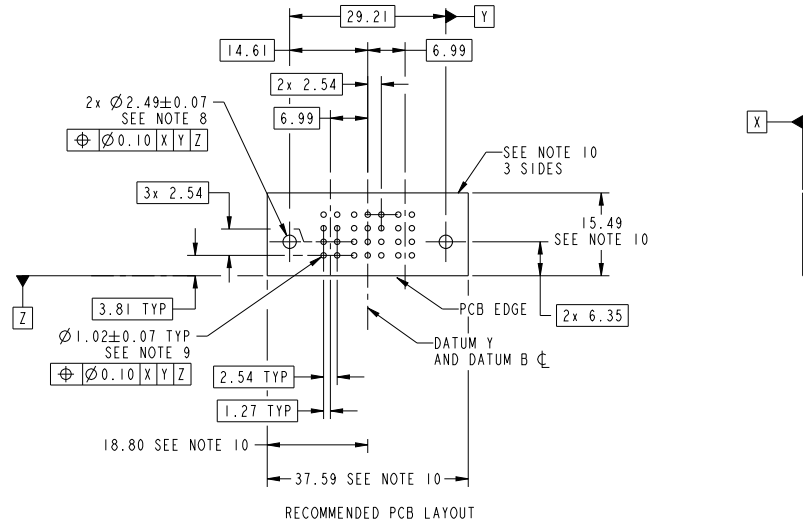 29.21
Y
14.61
6.99
2x 2.54
X
2x Ø2.49±0.07
SEE NOTE 8
⌖ Ø0.10 X Y Z
6.99
SEE NOTE 10
3 SIDES
3x 2.54
15.49
SEE NOTE 10
3.81 TYP
Z
PCB EDGE
2x 6.35
Ø1.02±0.07 TYP
SEE NOTE 9
⌖ Ø0.10 X Y Z
DATUM Y
AND DATUM B ℄
2.54 TYP
1.27 TYP
18.80 SEE NOTE 10
37.59 SEE NOTE 10
RECOMMENDED PCB LAYOUT